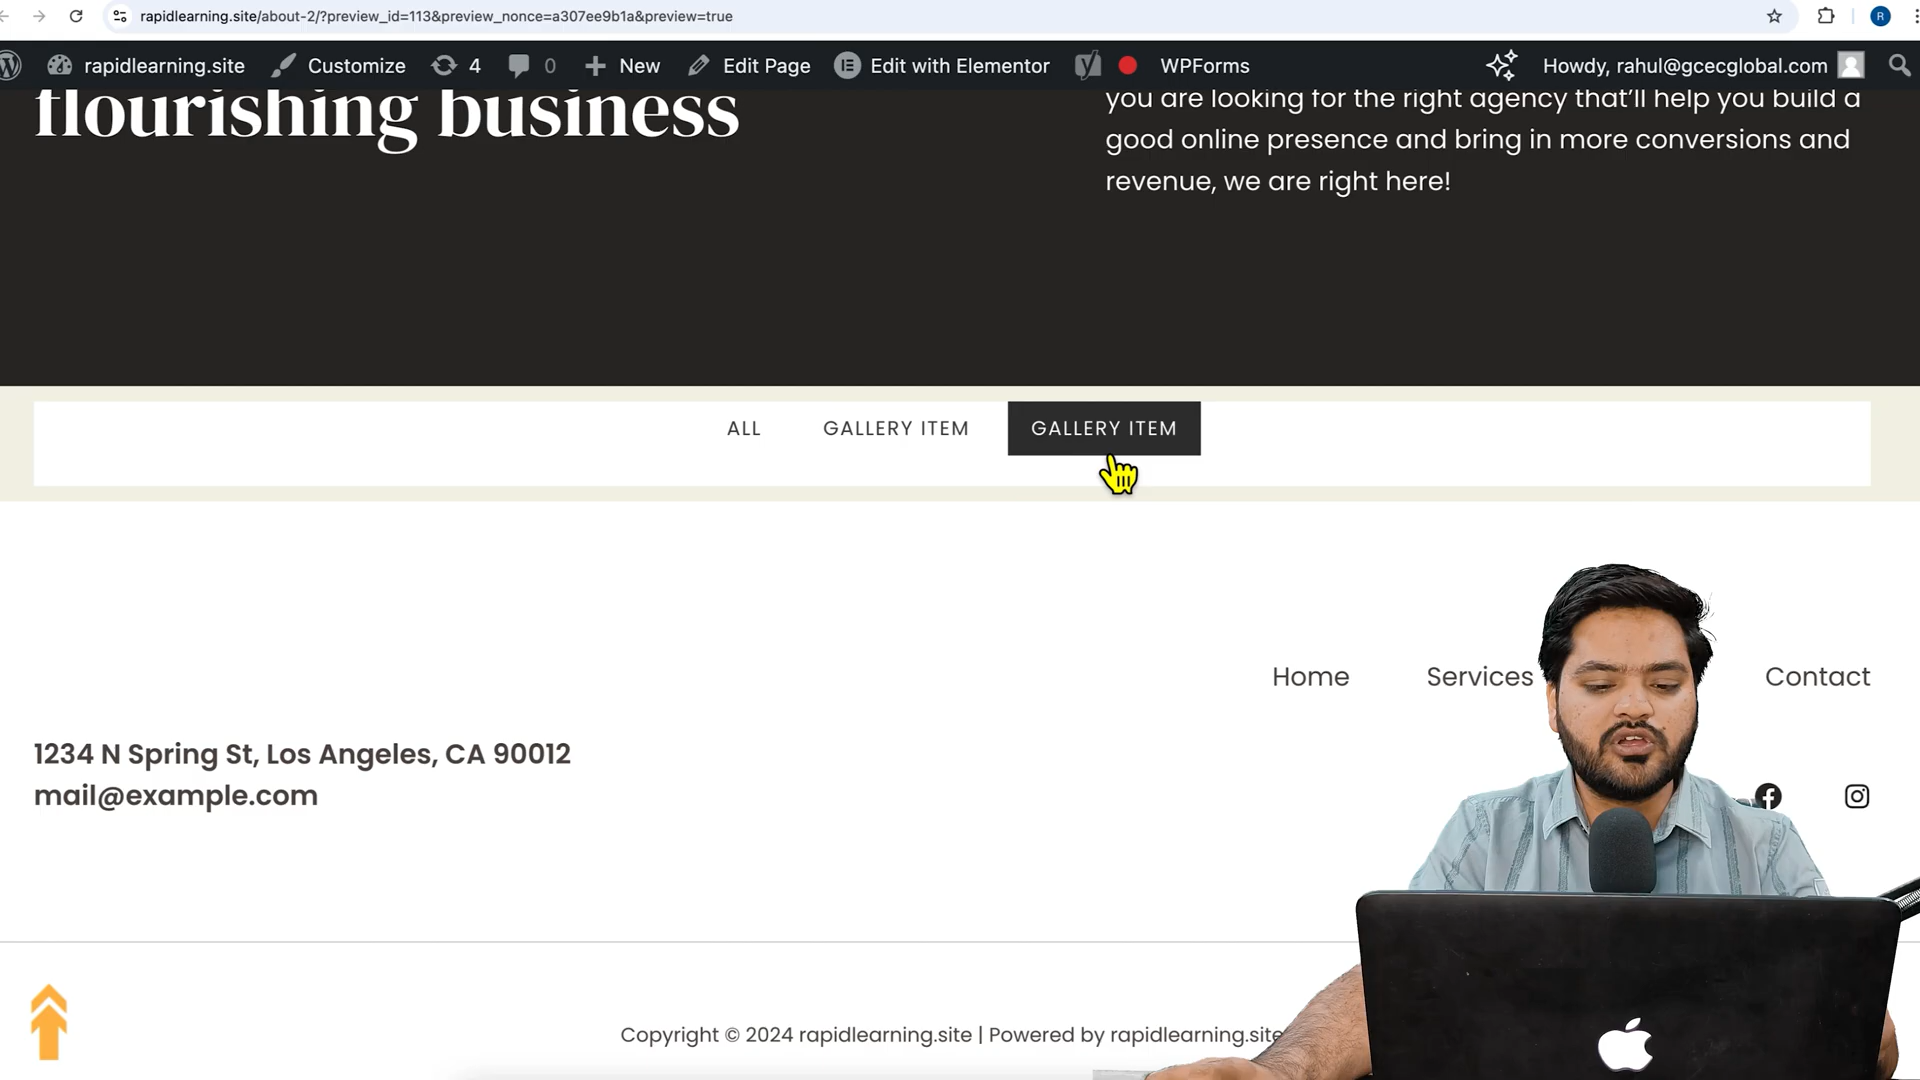 rapidlearning.site/about-2/?preview_id=113&preview_nonce=a307ee9b1a&preview=true
R
rapidlearning.site
Customize
4
0
New
Edit Page
Edit with Elementor
WPForms
Howdy, rahul@gcecglobal.com
flourishing business
you are looking for the right agency that’ll help you build a
good online presence and bring in more conversions and
revenue, we are right here!
ALL
GALLERY ITEM
GALLERY ITEM
Home
Services
Contact
1234 N Spring St, Los Angeles, CA 90012
mail@example.com
Copyright © 2024 rapidlearning.site | Powered by rapidlearning.site